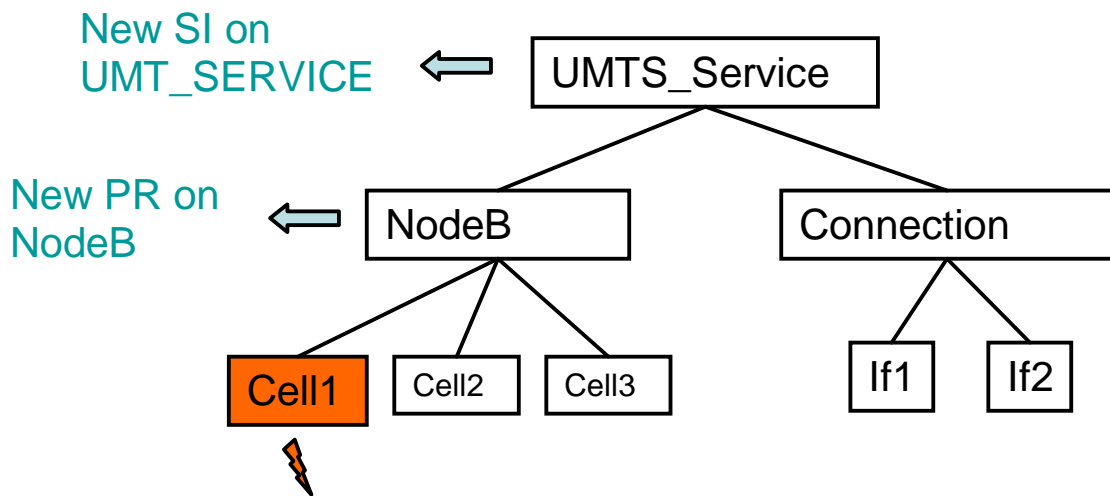 New SI on
UMT_SERVICE
UMTS_Service
New PR on
NodeB
NodeB
Connection
Cell1
Cell2
Cell3
If1
If2